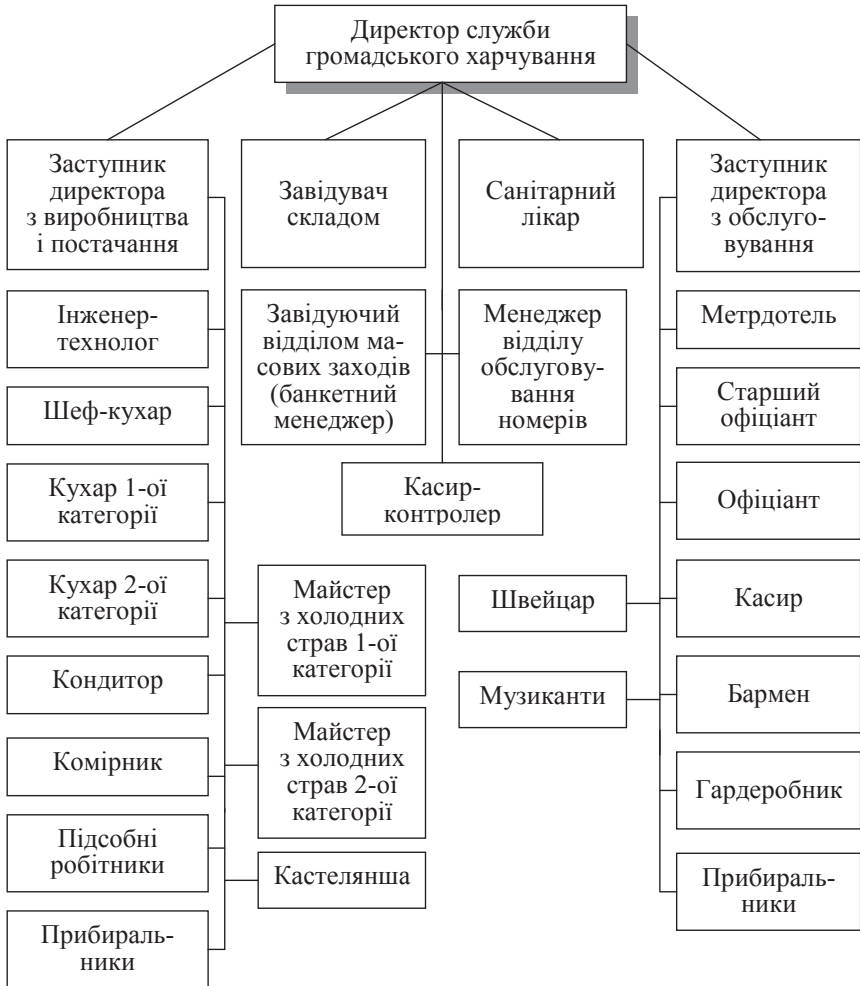 Директор служби
громадського харчування
Заступник
директора
з виробництва
і постачання
Завідувач
складом
Санітарний
лікар
Заступник
директора
з обслуго-
вування
Інженер-
технолог
Шеф-кухар
Кухар 1-ої
категорії
Кухар 2-ої
категорії
Кондитор
Комірник
Підсобні
робітники
Прибираль-
ники
Завідуючий
відділом ма-
сових заходів
(банкетний
менеджер)
Менеджер
відділу
обслугову-
вання
номерів
Касир-
контролер
Майстер
з холодних
страв 1-ої
категорії
Майстер
з холодних
страв 2-ої
категорії
Кастелянша
Швейцар
Музиканти
Метрдотель
Старший
офіціант
Офіціант
Касир
Бармен
Гардеробник
Прибираль-
ники